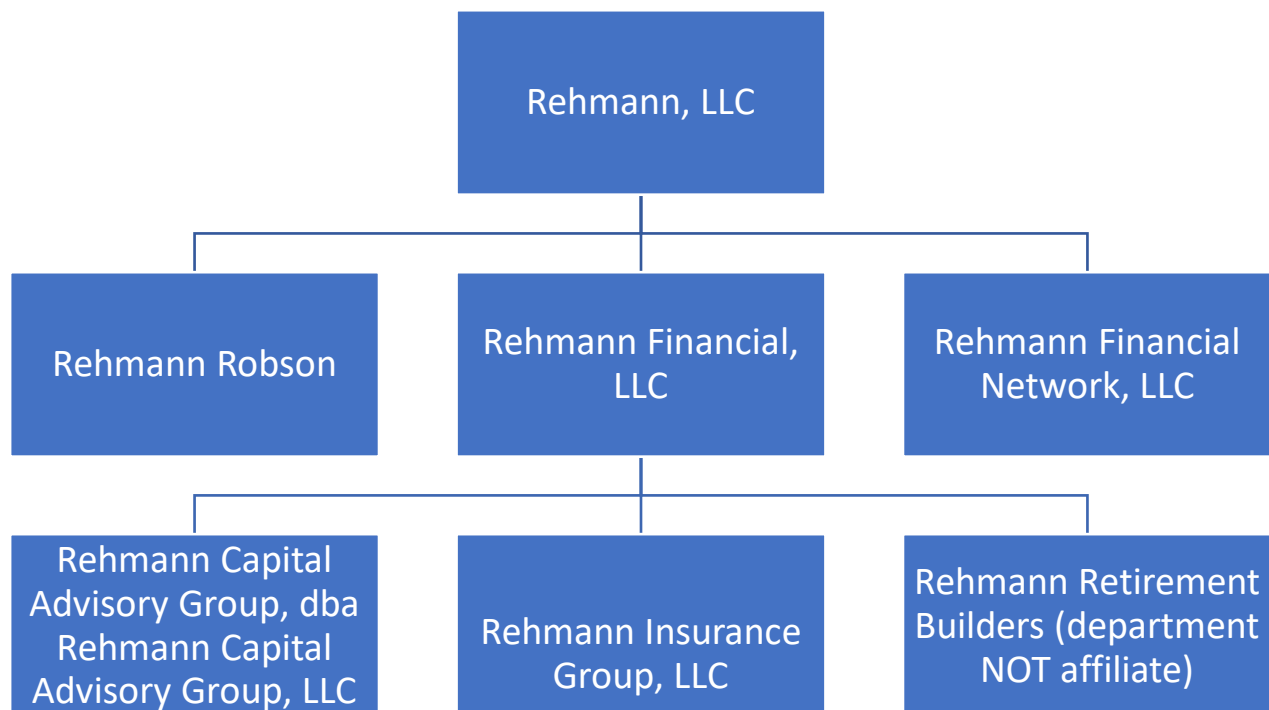 Rehmann, LLC
Rehmann Robson
Rehmann Financial,
LLC
Rehmann Financial
Network, LLC
Rehmann Capital
Advisory Group, dba
Rehmann Capital
Advisory Group, LLC
Rehmann Insurance
Group, LLC
Rehmann Retirement
Builders (department
NOT affiliate)